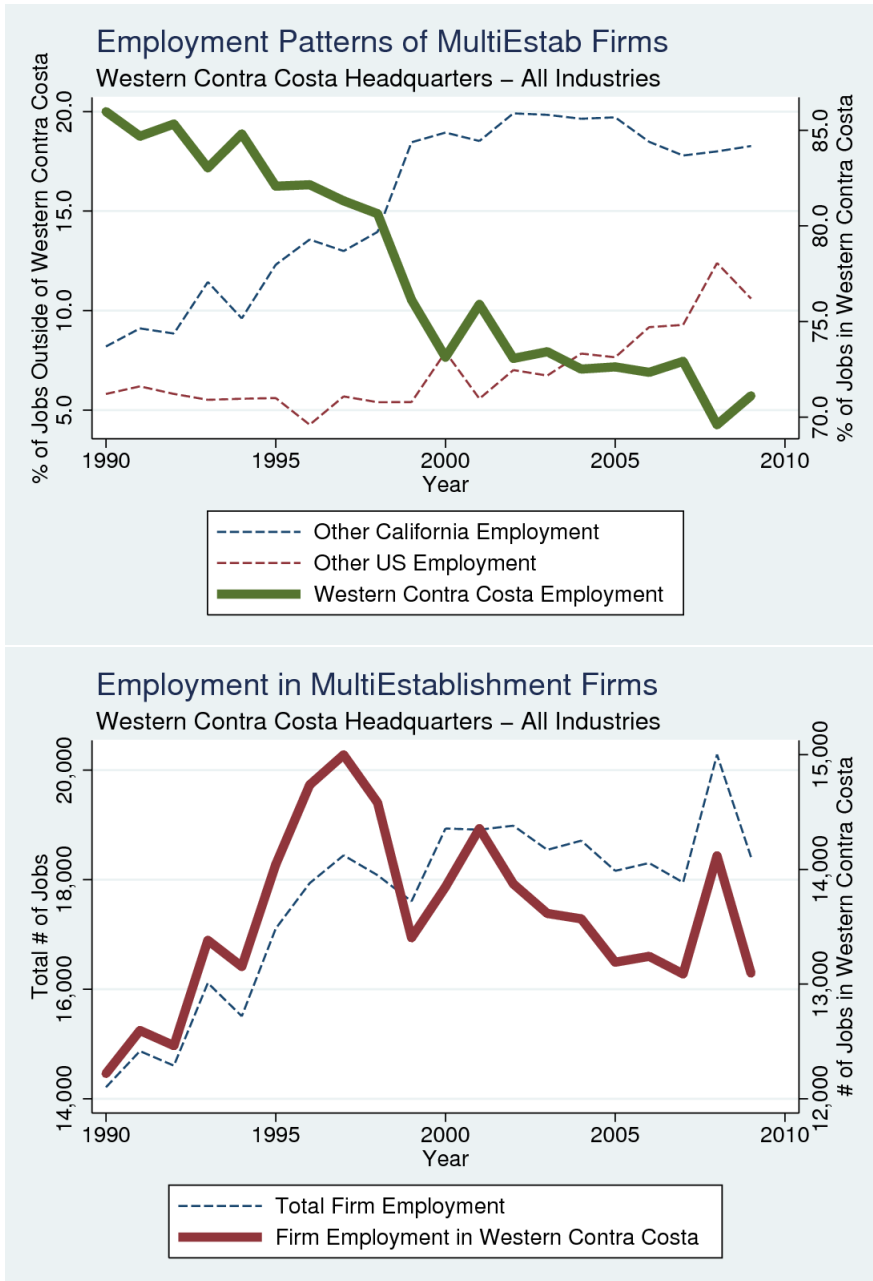 Employment Patterns of MultiEstab Firms
Western Contra Costa Headquarters – All Industries
% of Jobs Outside of Western Contra Costa
20.0
15.0
10.0
5.0
85.0
80.0
75.0
70.0
% of Jobs in Western Contra Costa
1990
1995
2000
2005
2010
Year
Other California Employment
Other US Employment
Western Contra Costa Employment
Employment in MultiEstablishment Firms
Western Contra Costa Headquarters – All Industries
Total # of Jobs
20,000
18,000
16,000
14,000
15,000
14,000
13,000
12,000
# of Jobs in Western Contra Costa
1990
1995
2000
2005
2010
Year
Total Firm Employment
Firm Employment in Western Contra Costa